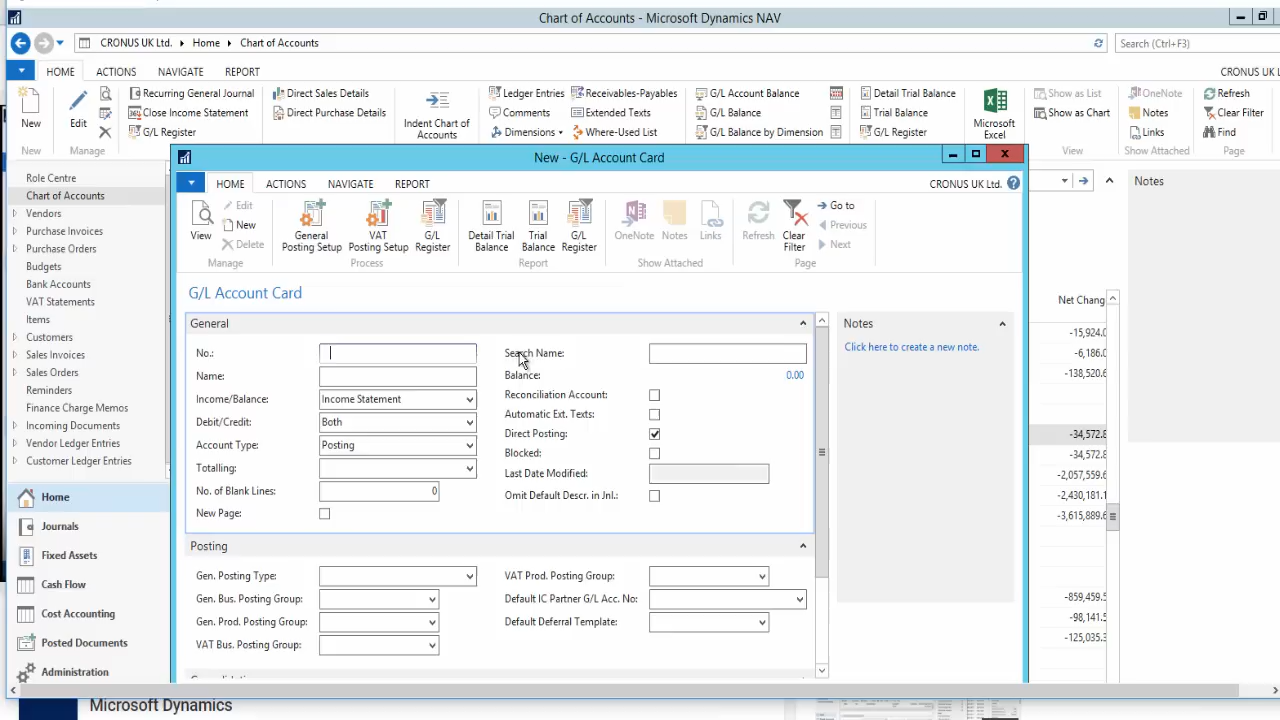 Chart of Accounts - Microsoft Dynamics NAV
CRONUS UK Ltd. Home Chart of Accounts Search (Ctrl+F3)
HOME ACTIONS NAVIGATE REPORT CRONUS UK
New Edit Recurring General Journal Close Income Statement G/L Register Direct Sales Details Direct Purchase Details Indent Chart of Accounts Ledger Entries Comments Dimensions Receivables-Payables Extended Texts Where-Used List G/L Account Balance G/L Balance G/L Balance by Dimension Detail Trial Balance Trial Balance G/L Register Microsoft Excel Show as List Show as Chart OneNote Notes Links Refresh Clear Filter Find
New Manage View Show Attached Page
Role Centre
Chart of Accounts
Vendors
Purchase Invoices
Purchase Orders
Budgets
Bank Accounts
VAT Statements
Items
Customers
Sales Invoices
Sales Orders
Reminders
Finance Charge Memos
Incoming Documents
Vendor Ledger Entries
Customer Ledger Entries
Home
Journals
Fixed Assets
Cash Flow
Cost Accounting
Posted Documents
Administration
New - G/L Account Card
HOME ACTIONS NAVIGATE REPORT CRONUS UK Ltd.
View Edit New Delete General Posting Setup VAT Posting Setup G/L Register Detail Trial Balance Trial Balance G/L Register OneNote Notes Links Refresh Clear Filter Go to Previous Next
Manage Process Report Show Attached Page
G/L Account Card
General
No.: Search Name:
Name: Balance: 0.00
Income/Balance: Income Statement Reconciliation Account:
Automatic Ext. Texts:
Debit/Credit: Both Direct Posting:
Account Type: Posting Blocked:
Totalling: Last Date Modified:
No. of Blank Lines: 0 Omit Default Descr. in Jnl.:
New Page:
Posting
Gen. Posting Type: VAT Prod. Posting Group:
Gen. Bus. Posting Group: Default IC Partner G/L Acc. No:
Gen. Prod. Posting Group: Default Deferral Template:
VAT Bus. Posting Group:
Notes
Click here to create a new note.
Notes
Net Chang
-15,924.0
-6,186.
-138,520.6
-34,572.8
-34,572.8
-2,057,559.6
-2,430,181.1
-3,615,889.6
-859,459.5
-98,141.5
-125,035.3
Microsoft Dynamics